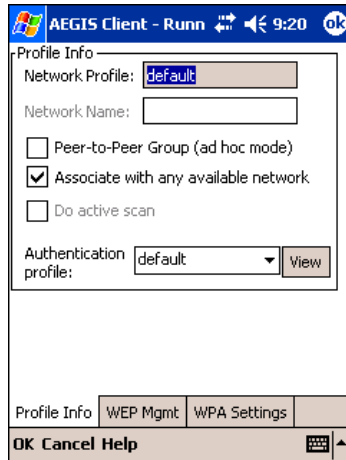 AEGIS Client - Runn 9:20 ok
Profile Info
Network Profile: default
Network Name:
Peer-to-Peer Group (ad hoc mode)
Associate with any available network
Do active scan
Authentication profile: default View
Profile Info WEP Mgmt WPA Settings
OK Cancel Help